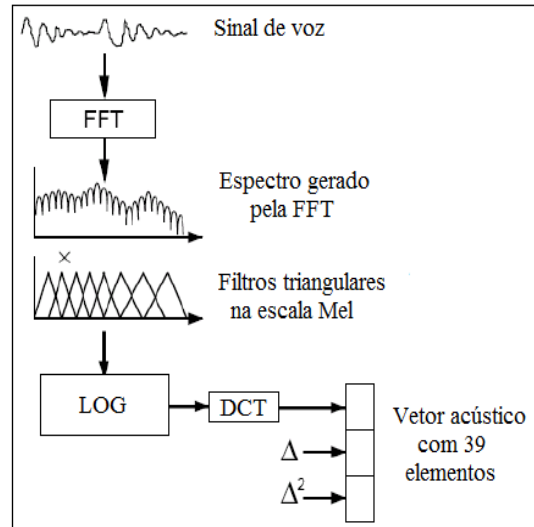 Sinal de voz
FFT
Espectro gerado
pela FFT
×
Filtros triangulares
na escala Mel
LOG
DCT
Vetor acústico
com 39
elementos
Δ
Δ²